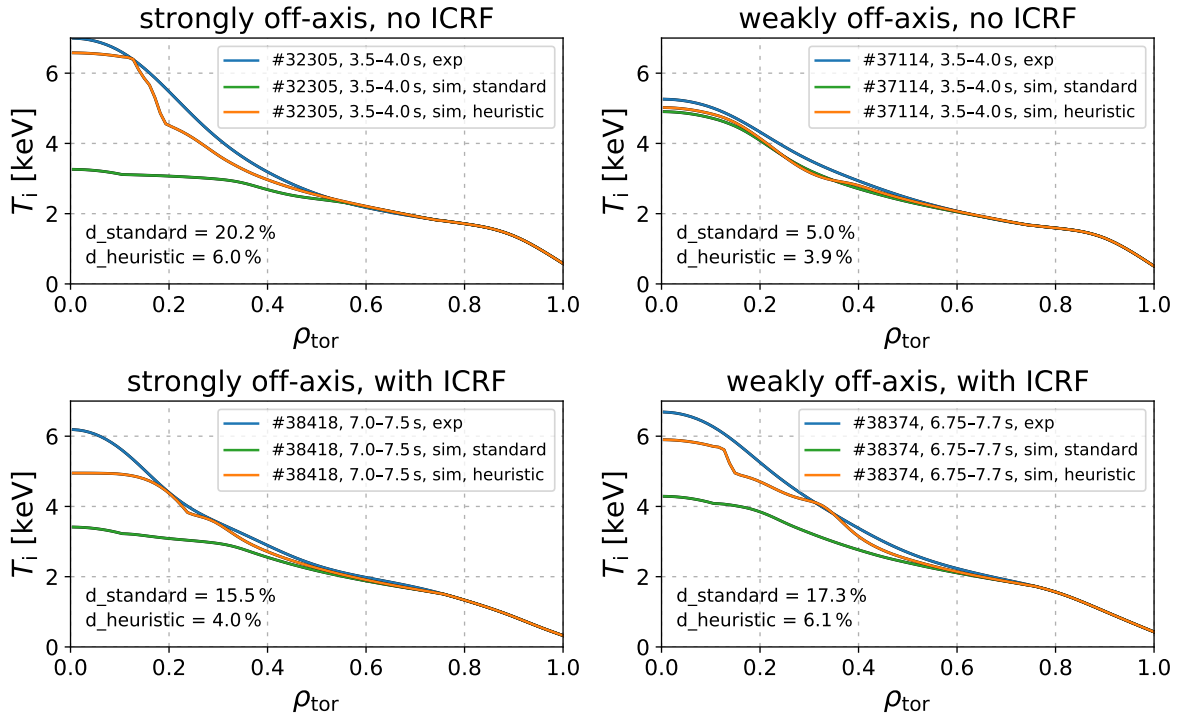 strongly off-axis, no ICRF
#32305, 3.5–4.0 s, exp
#32305, 3.5–4.0 s, sim, standard
#32305, 3.5–4.0 s, sim, heuristic
T_i [keV]
6
4
2
0
d_standard = 20.2 %
d_heuristic = 6.0 %
0.0 0.2 0.4 0.6 0.8 1.0
ρ_tor
weakly off-axis, no ICRF
#37114, 3.5–4.0 s, exp
#37114, 3.5–4.0 s, sim, standard
#37114, 3.5–4.0 s, sim, heuristic
T_i [keV]
6
4
2
0
d_standard = 5.0 %
d_heuristic = 3.9 %
0.0 0.2 0.4 0.6 0.8 1.0
ρ_tor
strongly off-axis, with ICRF
#38418, 7.0–7.5 s, exp
#38418, 7.0–7.5 s, sim, standard
#38418, 7.0–7.5 s, sim, heuristic
T_i [keV]
6
4
2
0
d_standard = 15.5 %
d_heuristic = 4.0 %
0.0 0.2 0.4 0.6 0.8 1.0
ρ_tor
weakly off-axis, with ICRF
#38374, 6.75–7.7 s, exp
#38374, 6.75–7.7 s, sim, standard
#38374, 6.75–7.7 s, sim, heuristic
T_i [keV]
6
4
2
0
d_standard = 17.3 %
d_heuristic = 6.1 %
0.0 0.2 0.4 0.6 0.8 1.0
ρ_tor